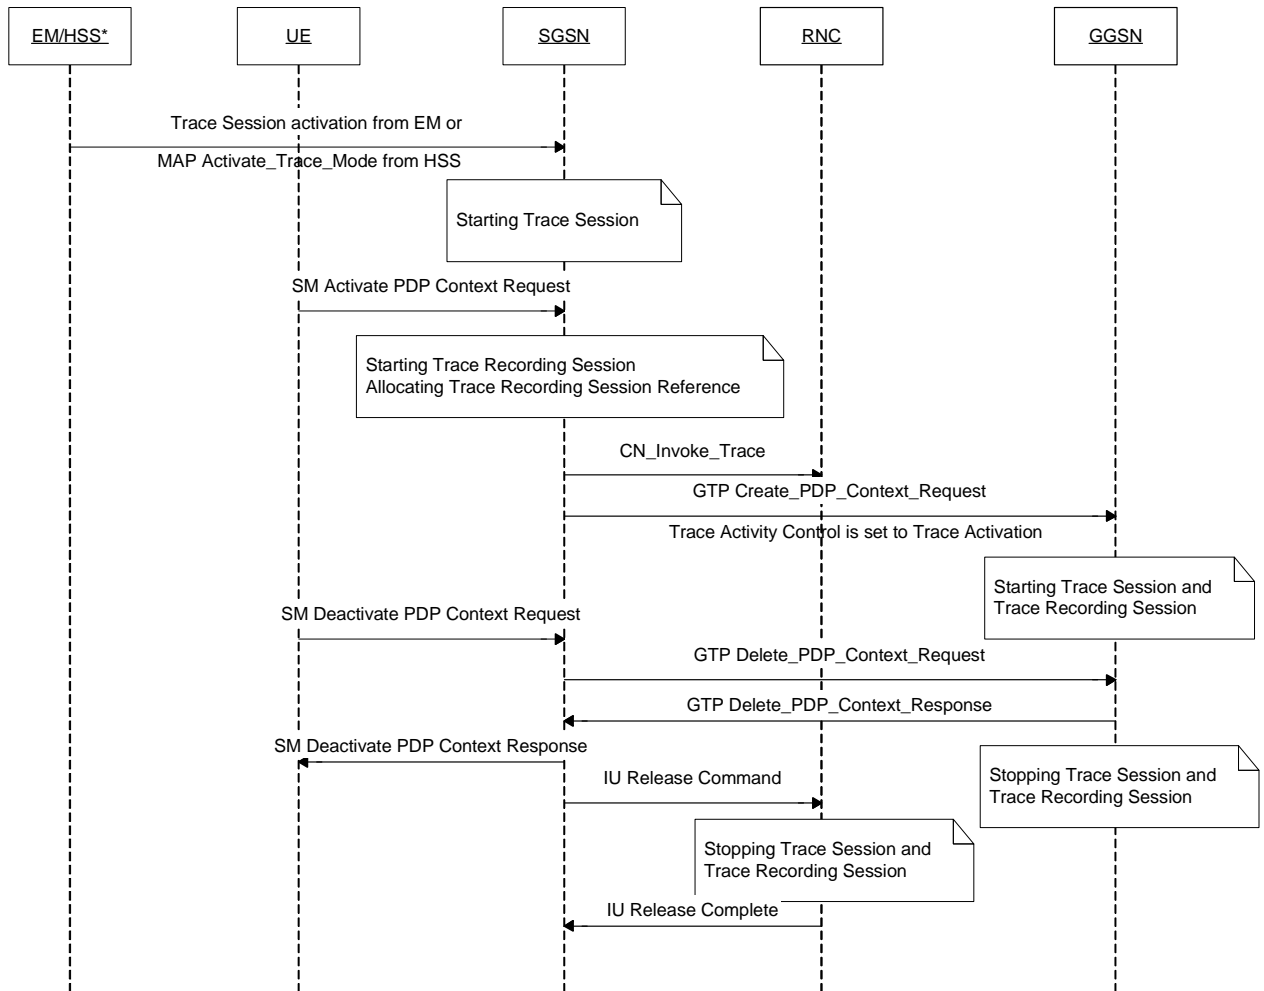 EM/HSS*
UE
SGSN
RNC
GGSN
Trace Session activation from EM or
MAP Activate_Trace_Mode from HSS
Starting Trace Session
SM Activate PDP Context Request
Starting Trace Recording Session
Allocating Trace Recording Session Reference
CN_Invoke_Trace
GTP Create_PDP_Context_Request
Trace Activity Control is set to Trace Activation
Starting Trace Session and
Trace Recording Session
SM Deactivate PDP Context Request
GTP Delete_PDP_Context_Request
GTP Delete_PDP_Context_Response
SM Deactivate PDP Context Response
Stopping Trace Session and
Trace Recording Session
IU Release Command
Stopping Trace Session and
Trace Recording Session
IU Release Complete